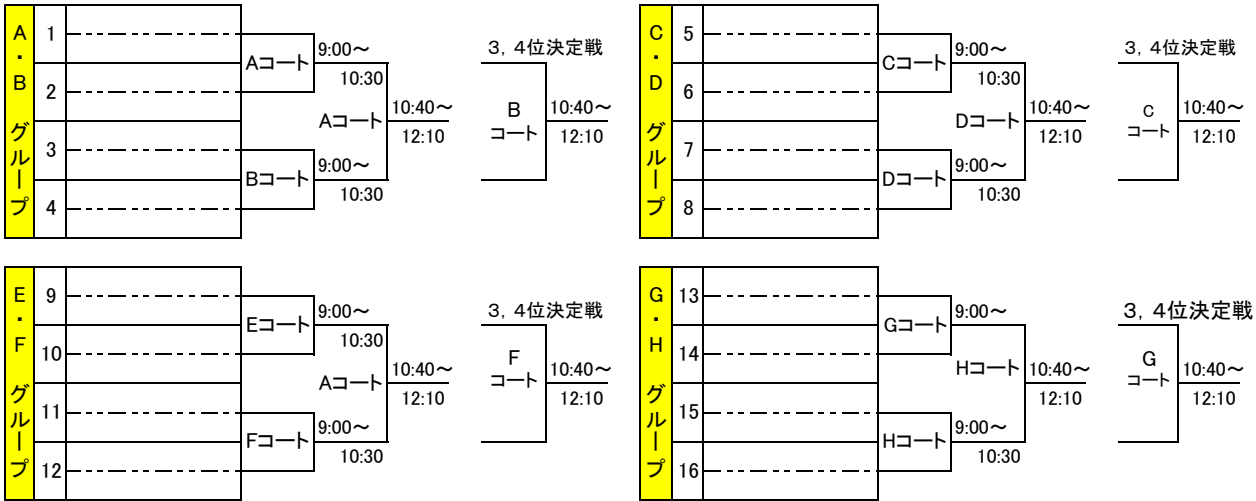 A・Bグループ
1
2
3
4
Aコート
9:00～
10:30
Bコート
9:00～
10:30
Aコート
10:40～
12:10
3，4位決定戦
B
コート
10:40～
12:10
C・Dグループ
5
6
7
8
Cコート
9:00～
10:30
Dコート
9:00～
10:30
Dコート
10:40～
12:10
3，4位決定戦
C
コート
10:40～
12:10
E・Fグループ
9
10
11
12
Eコート
9:00～
10:30
Fコート
9:00～
10:30
Aコート
10:40～
12:10
3，4位決定戦
F
コート
10:40～
12:10
G・Hグループ
13
14
15
16
Gコート
9:00～
Hコート
9:00～
10:30
Hコート
10:40～
12:10
3，4位決定戦
G
コート
10:40～
12:10